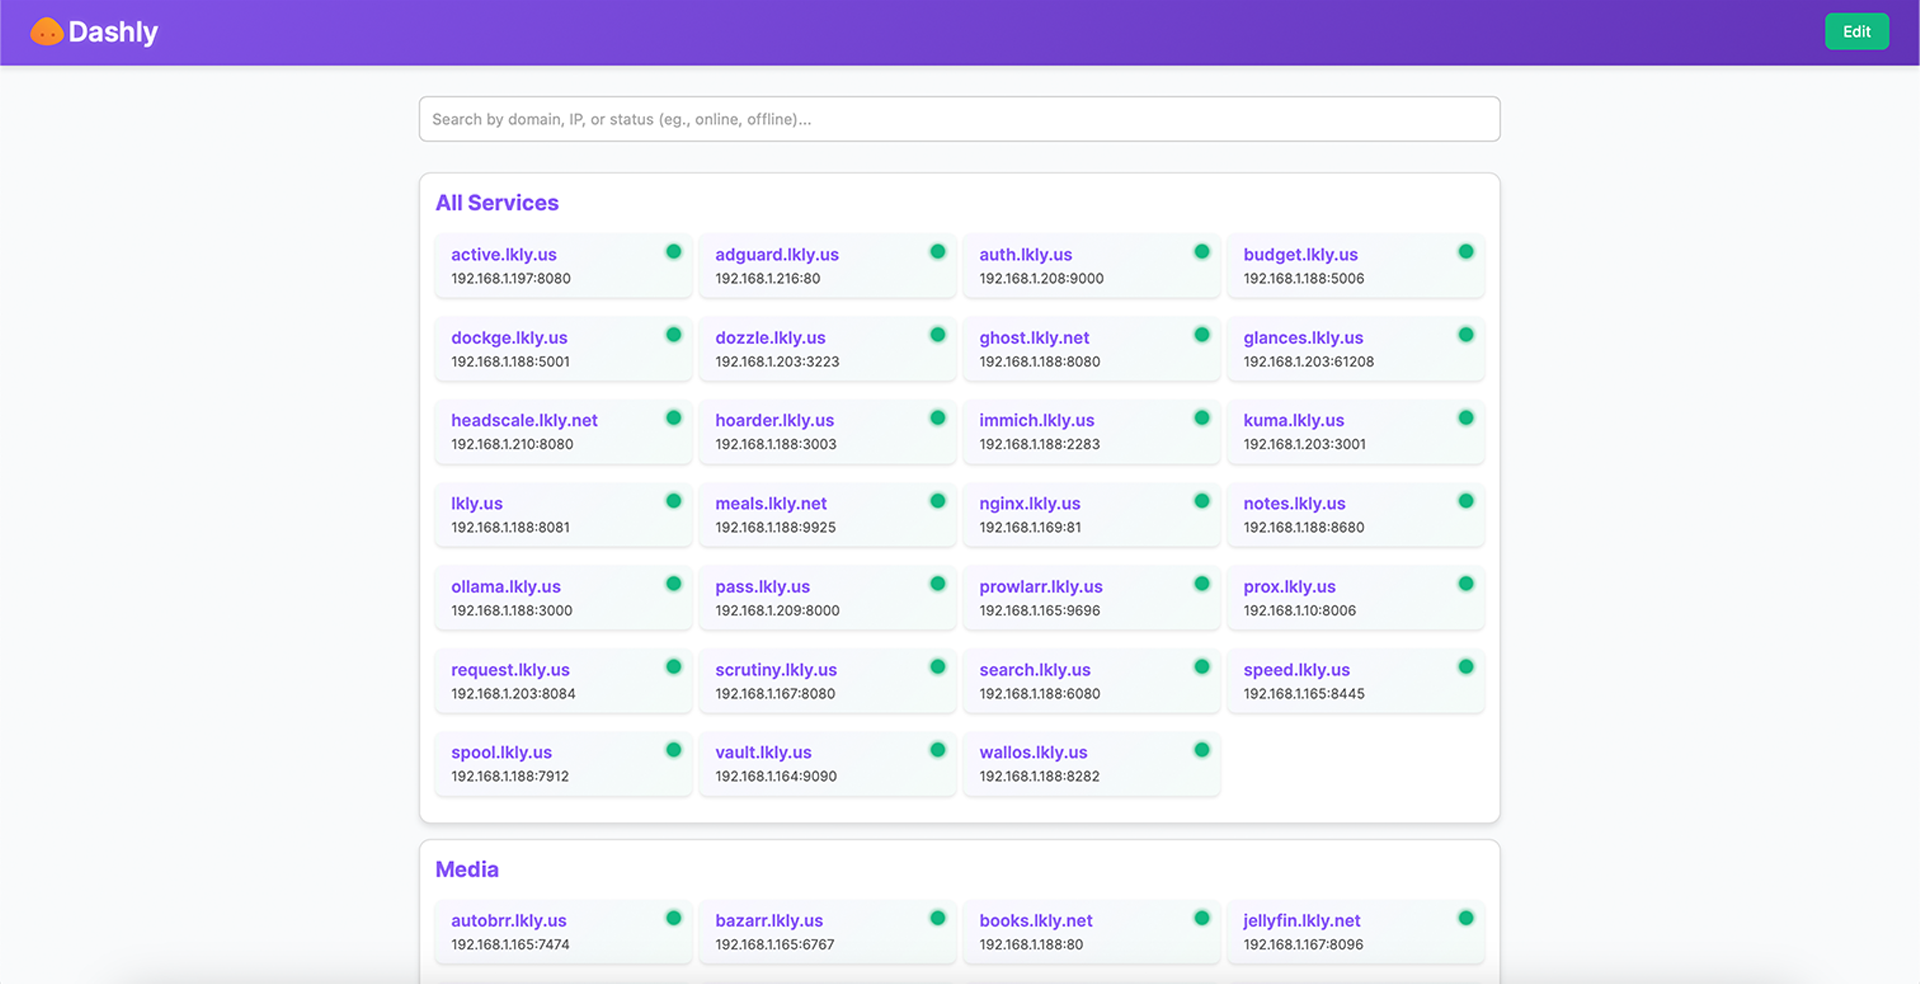 Dashly
Edit
Search by domain, IP, or status (eg., online, offline)...
All Services
active.lkly.us
192.168.1.197:8080
adguard.lkly.us
192.168.1.216:80
auth.lkly.us
192.168.1.208:9000
budget.lkly.us
192.168.1.188:5006
dockge.lkly.us
192.168.1.188:5001
dozzle.lkly.us
192.168.1.203:3223
ghost.lkly.net
192.168.1.188:8080
glances.lkly.us
192.168.1.203:61208
headscale.lkly.net
192.168.1.210:8080
hoarder.lkly.us
192.168.1.188:3003
immich.lkly.us
192.168.1.188:2283
kuma.lkly.us
192.168.1.203:3001
lkly.us
192.168.1.188:8081
meals.lkly.net
192.168.1.188:9925
nginx.lkly.us
192.168.1.169:81
notes.lkly.us
192.168.1.188:8680
ollama.lkly.us
192.168.1.188:3000
pass.lkly.us
192.168.1.209:8000
prowlarr.lkly.us
192.168.1.165:9696
prox.lkly.us
192.168.1.10:8006
request.lkly.us
192.168.1.203:8084
scrutiny.lkly.us
192.168.1.167:8080
search.lkly.us
192.168.1.188:6080
speed.lkly.us
192.168.1.165:8445
spool.lkly.us
192.168.1.188:7912
vault.lkly.us
192.168.1.164:9090
wallos.lkly.us
192.168.1.188:8282
Media
autobrr.lkly.us
192.168.1.165:7474
bazarr.lkly.us
192.168.1.165:6767
books.lkly.net
192.168.1.188:80
jellyfin.lkly.net
192.168.1.167:8096